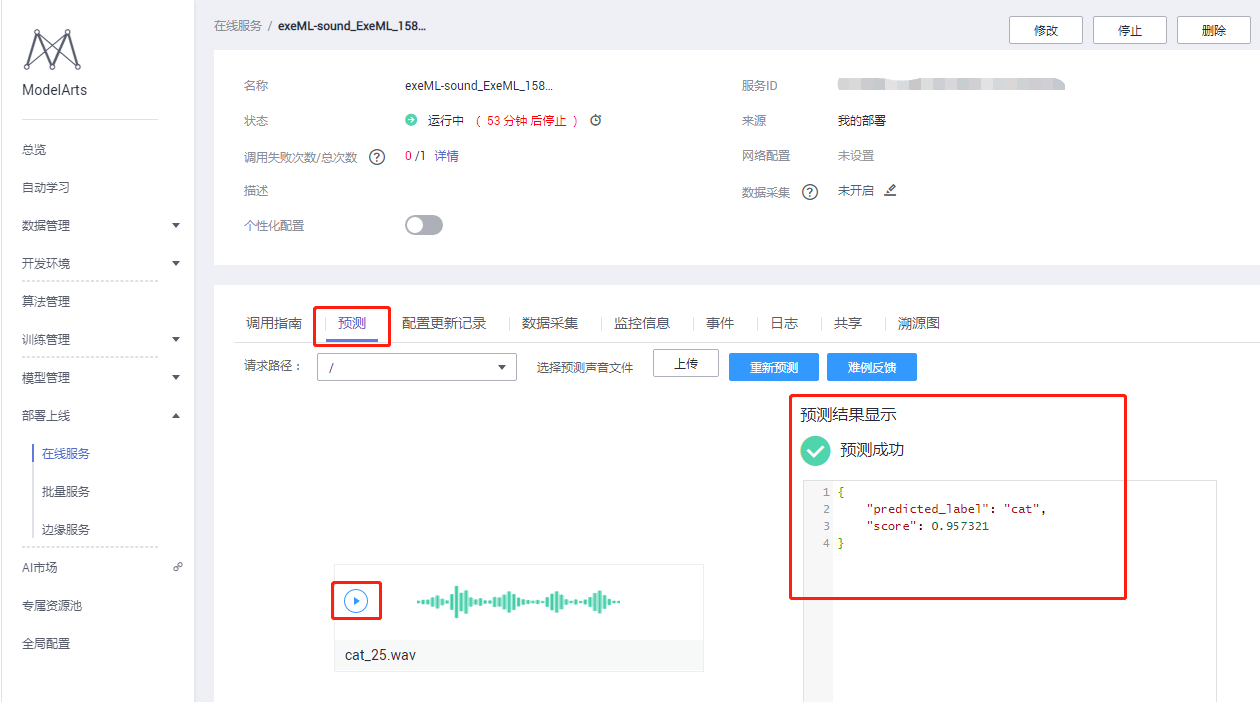 ModelArts
总览
自动学习
数据管理
开发环境
算法管理
训练管理
模型管理
部署上线
在线服务
批量服务
边缘服务
AI市场
专属资源池
全局配置
在线服务 / exeML-sound_ExeML_158...
修改 停止 删除
名称 exeML-sound_ExeML_158...
服务ID
状态 运行中 ( 53 分钟 后停止 )
来源 我的部署
调用失败次数/总次数 ? 0 /1 详情
网络配置 未设置
描述
数据采集 ? 未开启
个性化配置
调用指南 预测 配置更新记录 数据采集 监控信息 事件 日志 共享 溯源图
请求路径： / 选择预测声音文件 上传 重新预测 难例反馈
预测结果显示
预测成功
1 {
2 "predicted_label": "cat",
3 "score": 0.957321
4 }
cat_25.wav